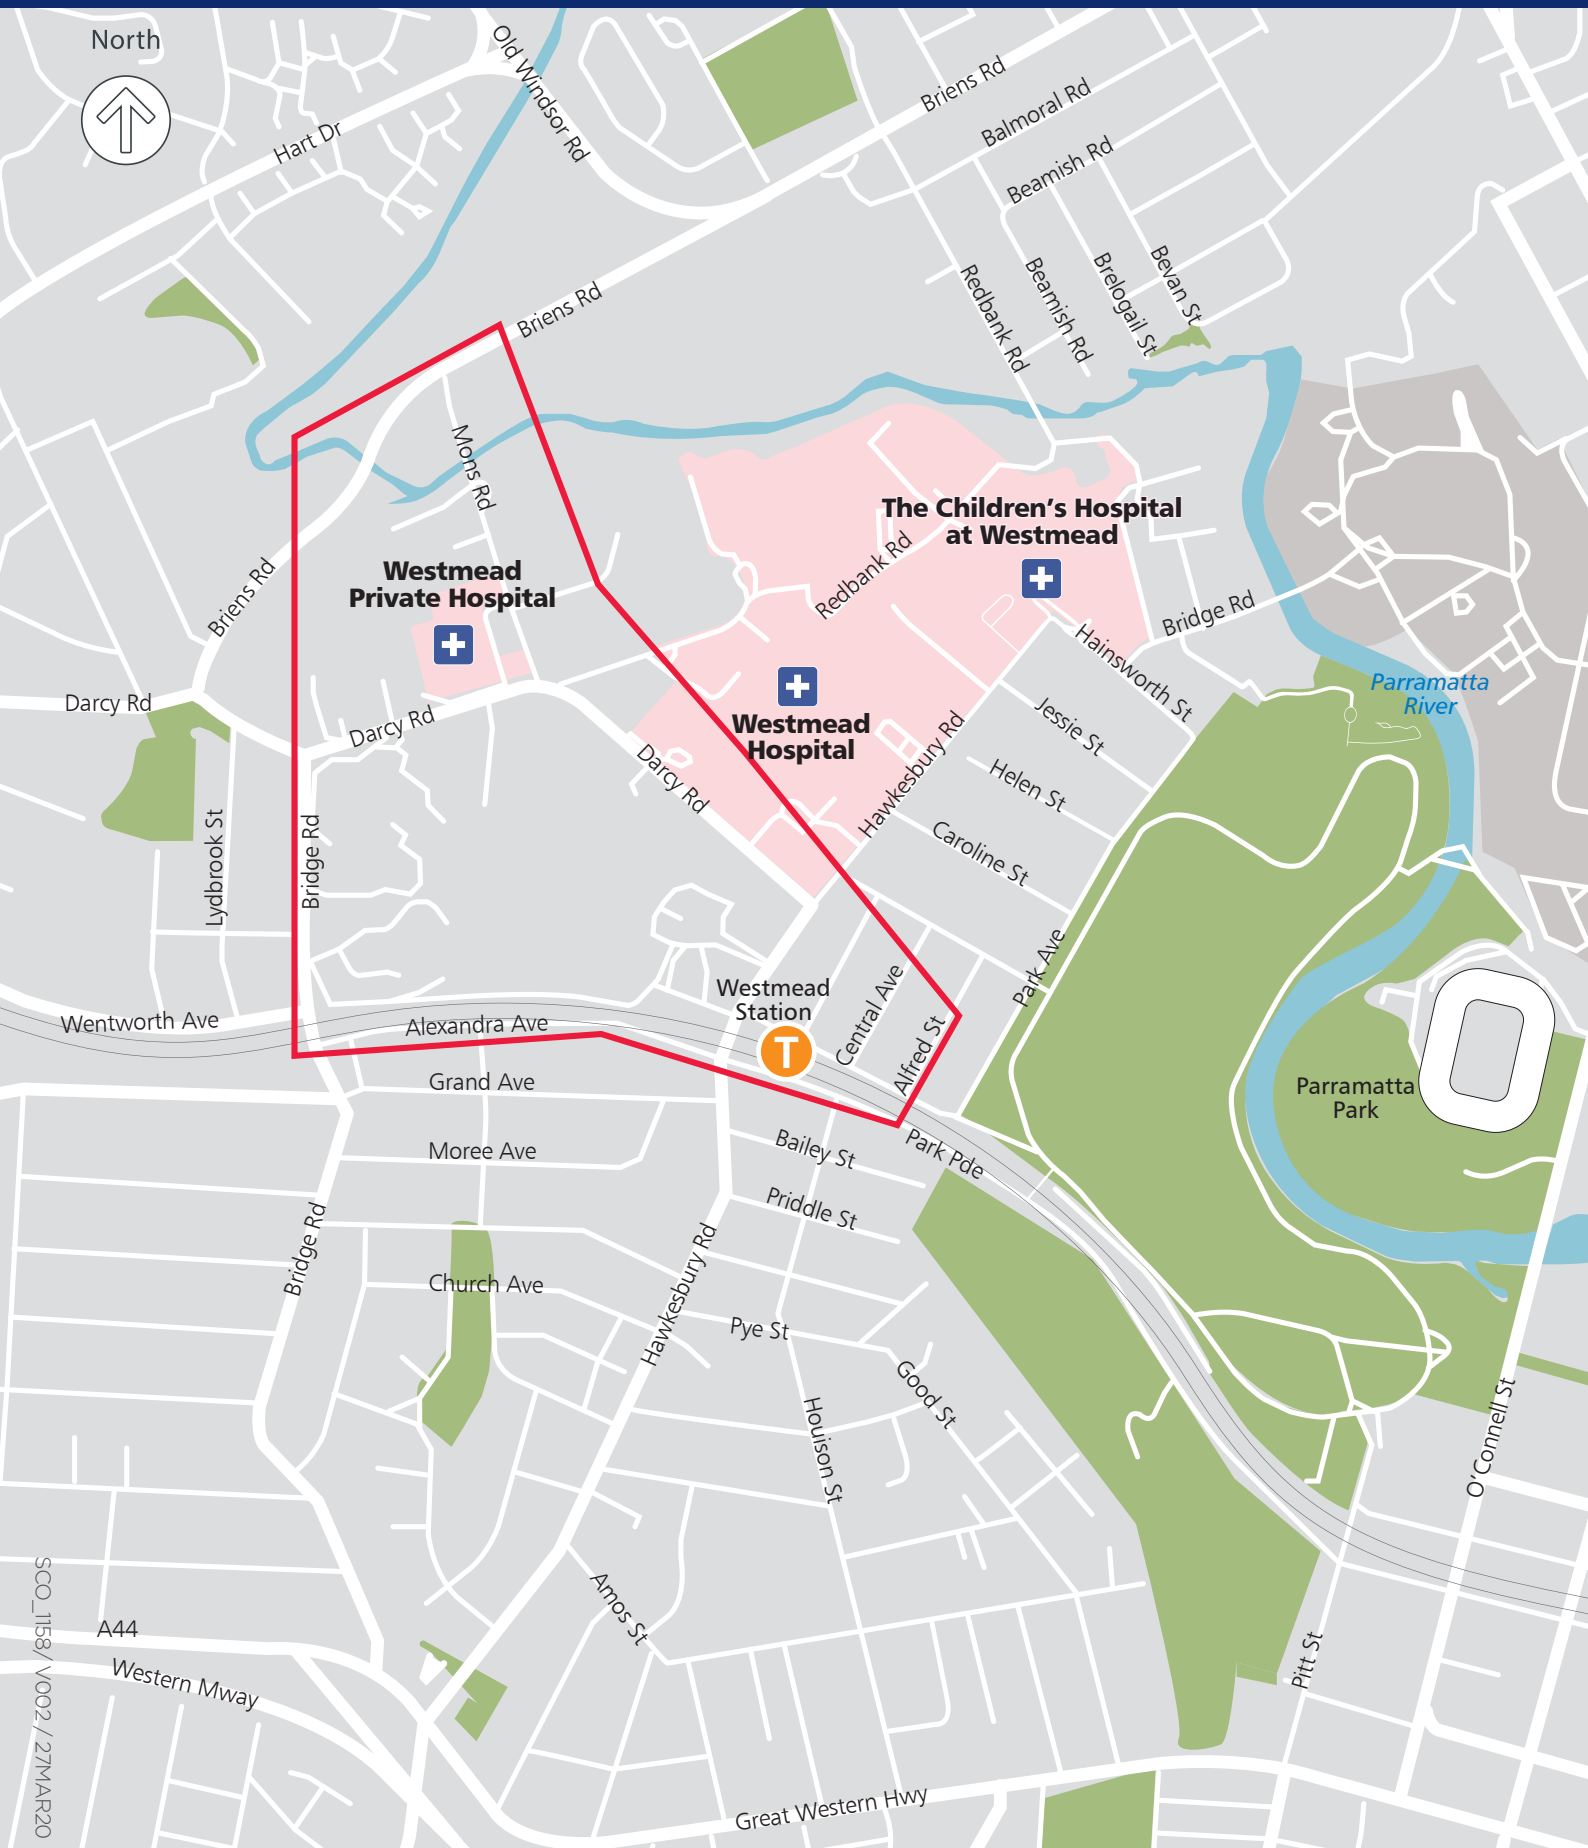 North
Old Windsor Rd
Hart Dr
Briens Rd
Balmoral Rd
Beamish Rd
Briens Rd
Redbank Rd
Beamish Rd
Brelogail St
Bevan St
Mons Rd
The Children's Hospital
at Westmead
Westmead
Private Hospital
Redbank Rd
Briens Rd
Bridge Rd
Hainsworth St
Parramatta
River
Darcy Rd
Darcy Rd
Westmead
Hospital
Jessie St
Darcy Rd
Helen St
Hawkesbury Rd
Caroline St
Lydbrook St
Bridge Rd
Park Ave
Westmead
Station
T
Central Ave
Alfred St
Wentworth Ave
Alexandra Ave
Grand Ave
Parramatta
Park
Moree Ave
Bailey St
Park Pde
Priddle St
Bridge Rd
Church Ave
Hawkesbury Rd
Pye St
Good St
Houison St
O'Connell St
Amos St
A44
Western Mway
Pitt St
Great Western Hwy
SCO_1158/ V002 / 27MAR20